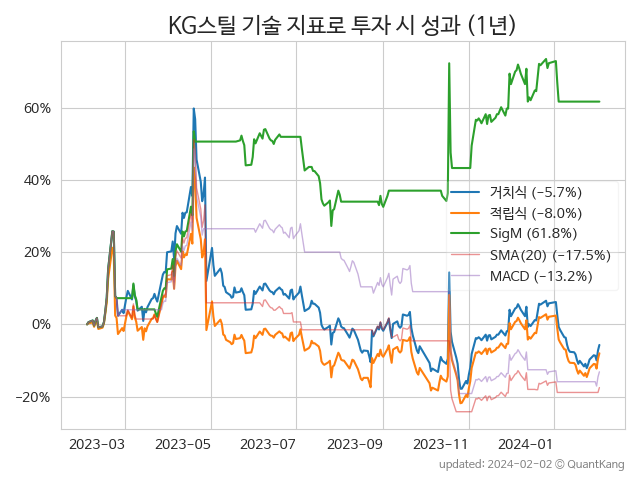 KG스틸 기술 지표로 투자 시 성과 (1년)
60%
40%
20%
0%
−20%
거치식 (−5.7%)
적립식 (−8.0%)
SigM (61.8%)
SMA(20) (−17.5%)
MACD (−13.2%)
2023-03 2023-05 2023-07 2023-09 2023-11 2024-01
updated: 2024-02-02 © QuantKang